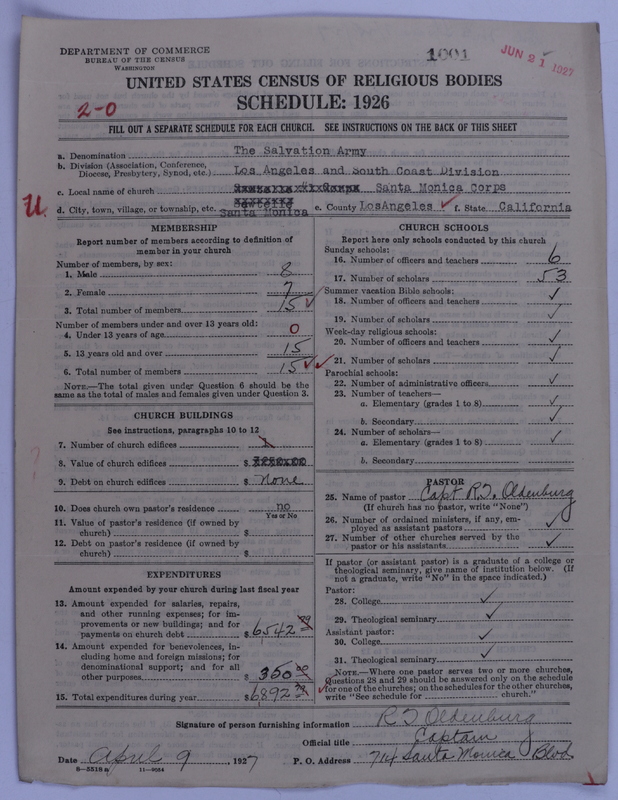 DEPARTMENT OF COMMERCE
BUREAU OF THE CENSUS
WASHINGTON
1001
JUN 21 1927
UNITED STATES CENSUS OF RELIGIOUS BODIES
2-0
SCHEDULE: 1926
FILL OUT A SEPARATE SCHEDULE FOR EACH CHURCH. SEE INSTRUCTIONS ON THE BACK OF THIS SHEET
a. Denomination The Salvation Army
b. Division (Association, Conference,
Diocese, Presbytery, Synod, etc.) Los Angeles and South Coast Division
c. Local name of church Santa Monica Corps
U.
d. City, town, village, or township, etc. Sawtelle Santa Monica e. County LosAngeles ✓ f. State California
MEMBERSHIP
Report number of members according to definition of
member in your church
Number of members, by sex:
1. Male 8
2. Female 7
3. Total number of members 15 ✓
Number of members under and over 13 years old:
4. Under 13 years of age 0
5. 13 years old and over 15
6. Total number of members 15 ✓ ✓
NOTE.—The total given under Question 6 should be
same as the total of males and females given under Question 3.
CHURCH BUILDINGS
See instructions, paragraphs 10 to 12
7. Number of church edifices 1
8. Value of church edifices $
9. Debt on church edifices $ None
10. Does church own pastor's residence? no
Yes or No
11. Value of pastor's residence (if owned by
church) $
12. Debt on pastor's residence (if owned by
church) $
EXPENDITURES
Amount expended by your church during last fiscal year
13. Amount expended for salaries, repairs,
and other running expenses; for im-
provements or new buildings; and for
payments on church debt $ 6542
14. Amount expended for benevolences, in-
cluding home and foreign missions; for
denominational support; and for all
other purposes $ 350 00
15. Total expenditures during year $ 6892
CHURCH SCHOOLS
Report here only schools conducted by this church
Sunday schools:
16. Number of officers and teachers 6
17. Number of scholars 53
Summer vacation Bible schools:
18. Number of officers and teachers ✓
19. Number of scholars ✓
Week-day religious schools:
20. Number of officers and teachers ✓
21. Number of scholars ✓
Parochial schools:
22. Number of administrative officers ✓
23. Number of teachers—
a. Elementary (grades 1 to 8) ✓
b. Secondary ✓
24. Number of scholars—
a. Elementary (grades 1 to 8) ✓
b. Secondary
PASTOR
25. Name of pastor Capt R.T. Oldenburg
(If church has no pastor, write "None")
26. Number of ordained ministers, if any, em-
ployed as assistant pastors ✓
27. Number of other churches served by the
pastor or his assistants ✓
If pastor (or assistant pastor) is a graduate of a college or
theological seminary, give name of institution below. (If
not a graduate, write "No" in the space indicated.)
Pastor:
28. College ✓
29. Theological seminary ✓
Assistant pastor:
30. College ✓
31. Theological seminary ✓
NOTE.—Where one pastor serves two or more churches,
Questions 28 and 29 should be answered only on the schedule
for one of the churches; on the schedules for the other churches,
write "See schedule for church."
Signature of person furnishing information R T Oldenburg
Official title Captain
Date April 9, 1927 P. O. Address 714 Santa Monica Blvd
8—5518 a 11—9054